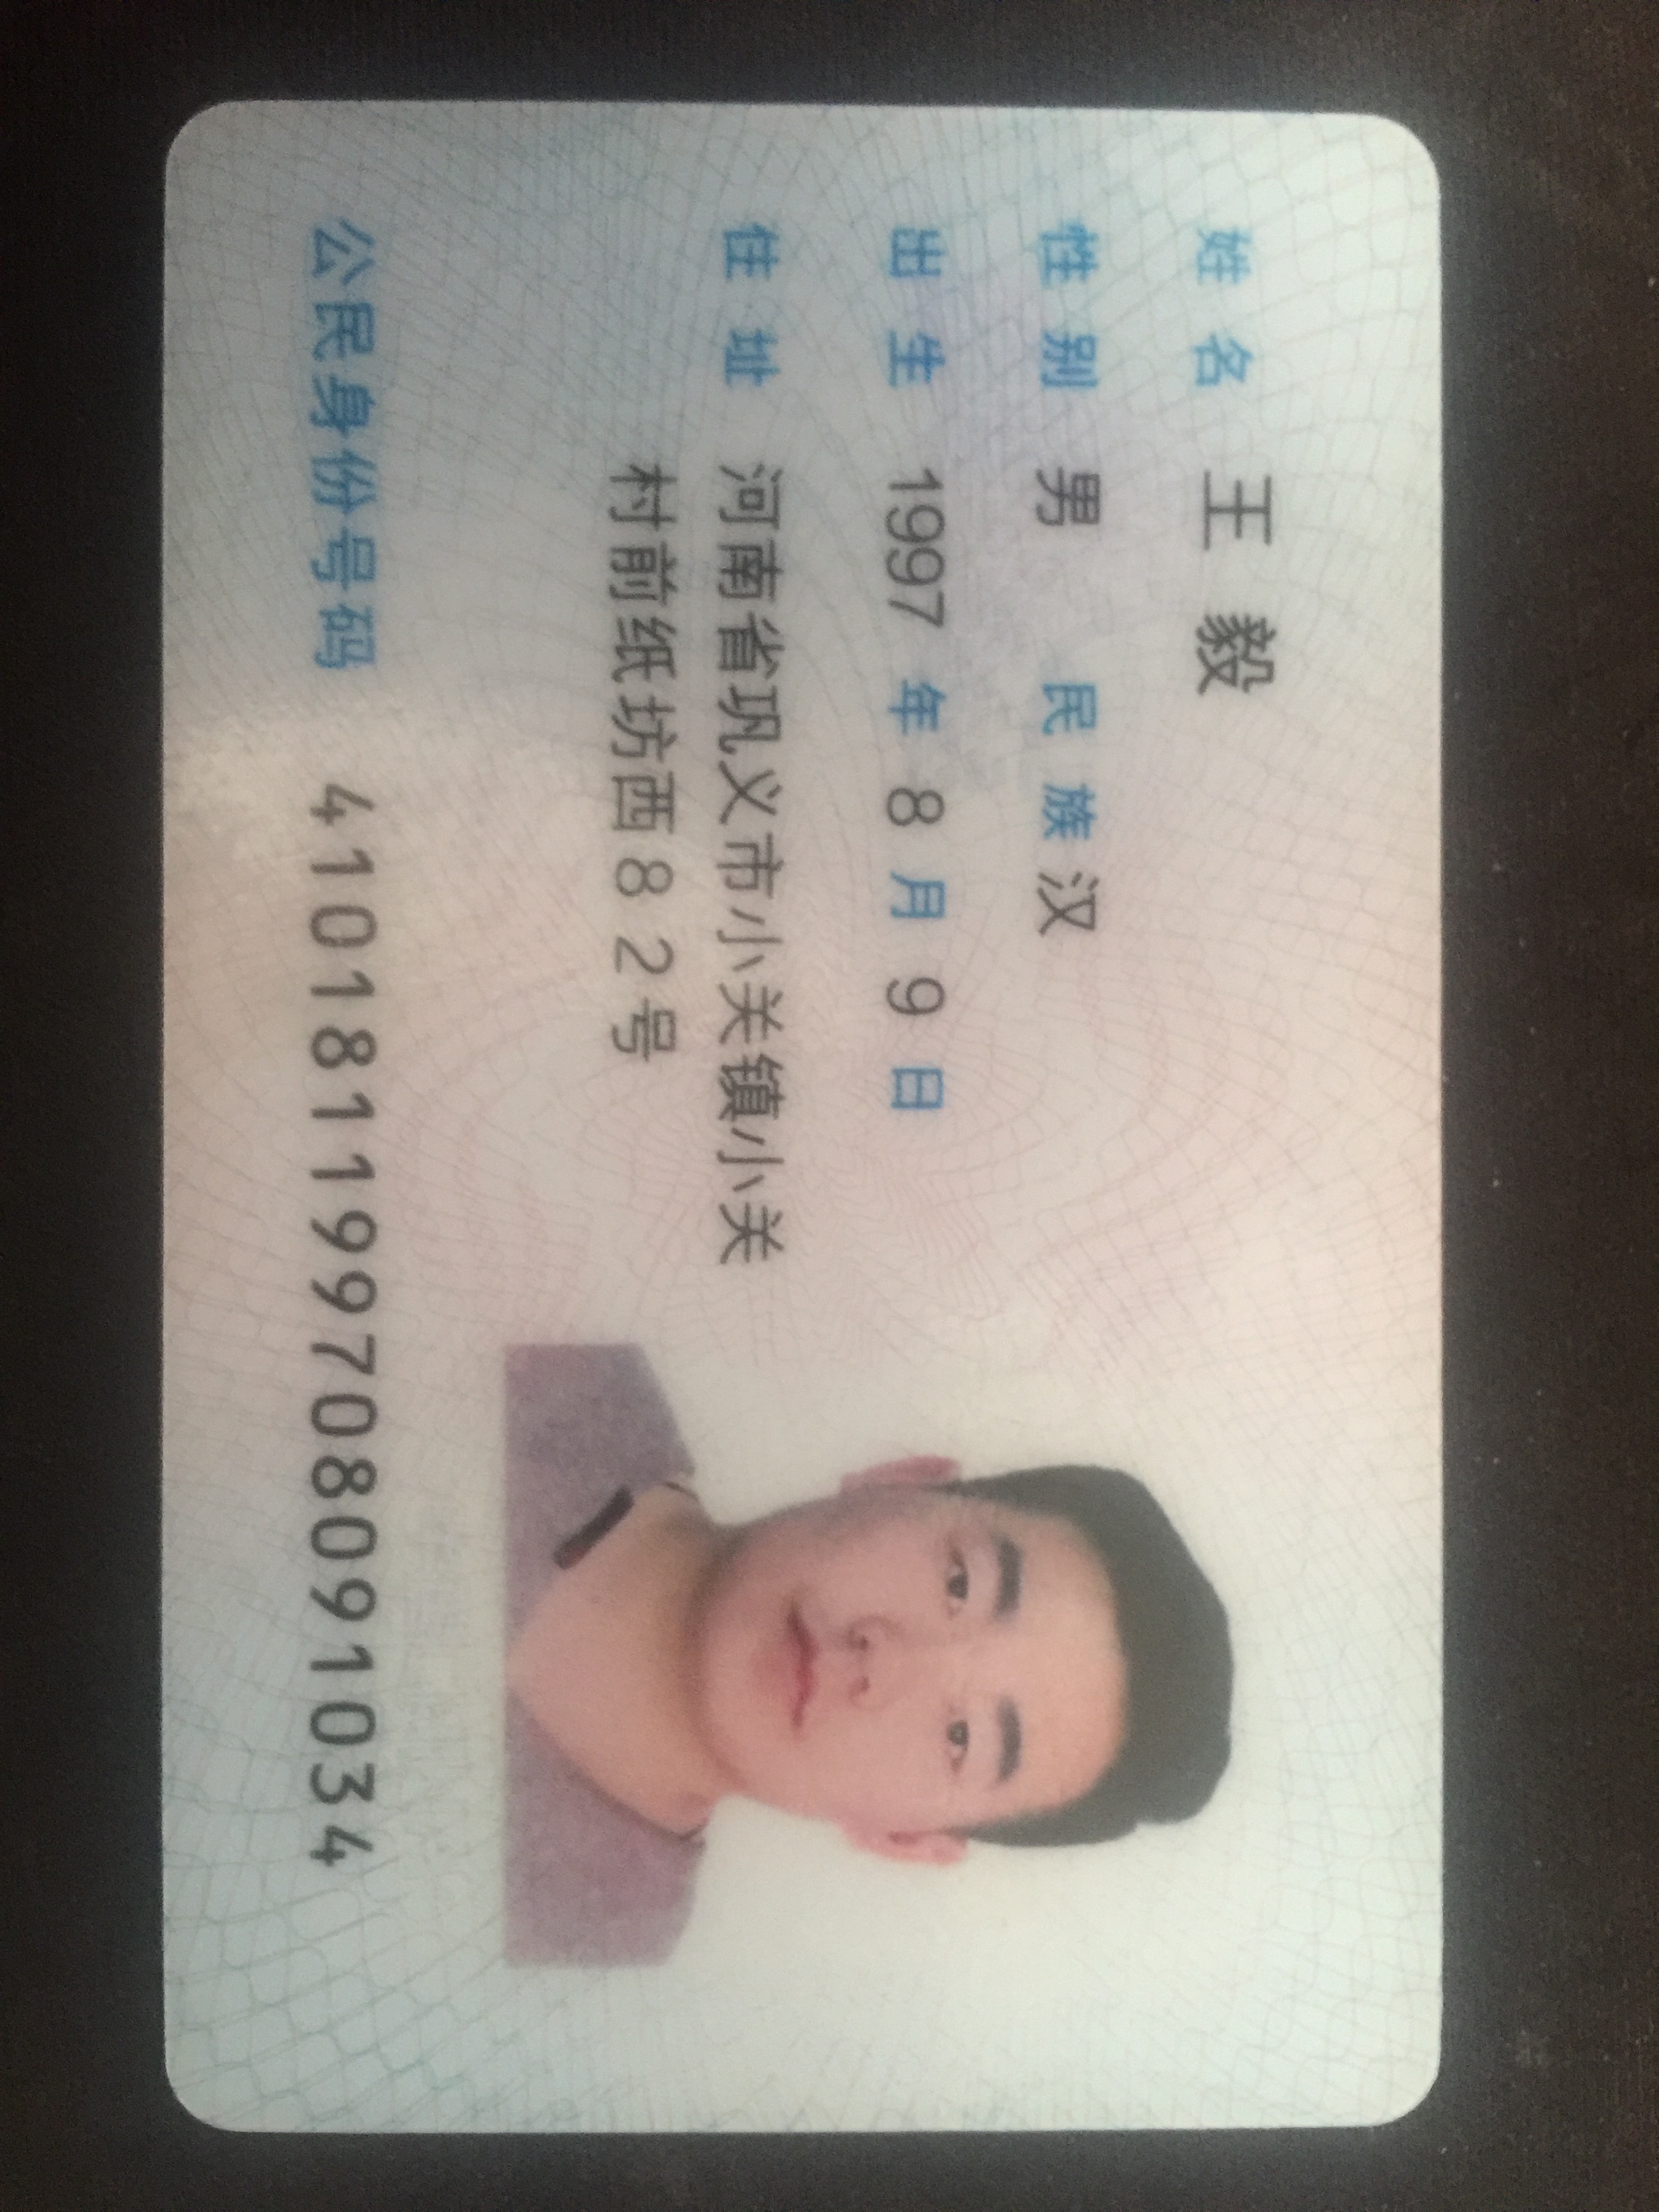 姓名 王毅
性别 男 民族 汉
出生 1997 年 8 月 9 日
住址 河南省巩义市小关镇小关
村前纸坊西82号
公民身份号码 410181199708091034